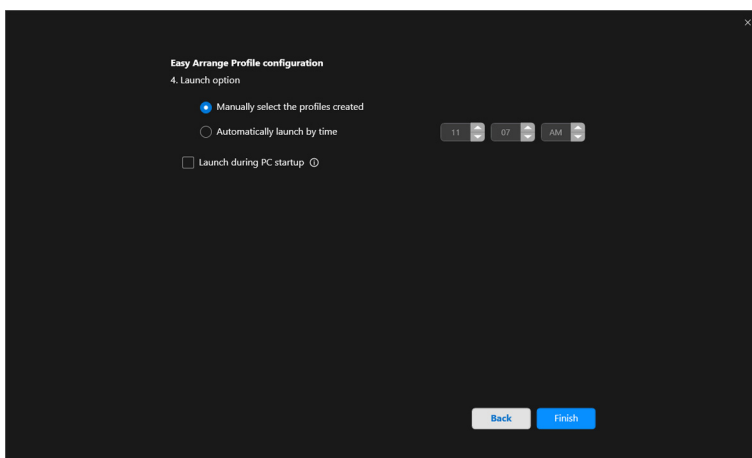 Easy Arrange Profile configuration
4. Launch option
Manually select the profiles created
Automatically launch by time 11 07 AM
Launch during PC startup
Back Finish